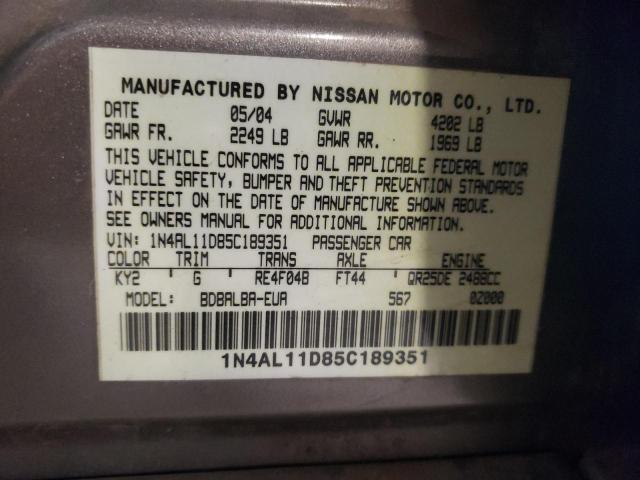 MANUFACTURED BY NISSAN MOTOR CO., LTD.
DATE 05/04 GVWR 4202 LB
GAWR FR. 2249 LB GAWR RR. 1969 LB
THIS VEHICLE CONFORMS TO ALL APPLICABLE FEDERAL MOTOR
VEHICLE SAFETY, BUMPER AND THEFT PREVENTION STANDARDS
IN EFFECT ON THE DATE OF MANUFACTURE SHOWN ABOVE.
SEE OWNERS MANUAL FOR ADDITIONAL INFORMATION.
VIN: 1N4AL11D85C189351 PASSENGER CAR
COLOR TRIM TRANS AXLE ENGINE
KY2 G RE4F04B FT44 QR25DE 2488CC
MODEL: BDBALBA-EUA 567 0Z000
1N4AL11D85C189351